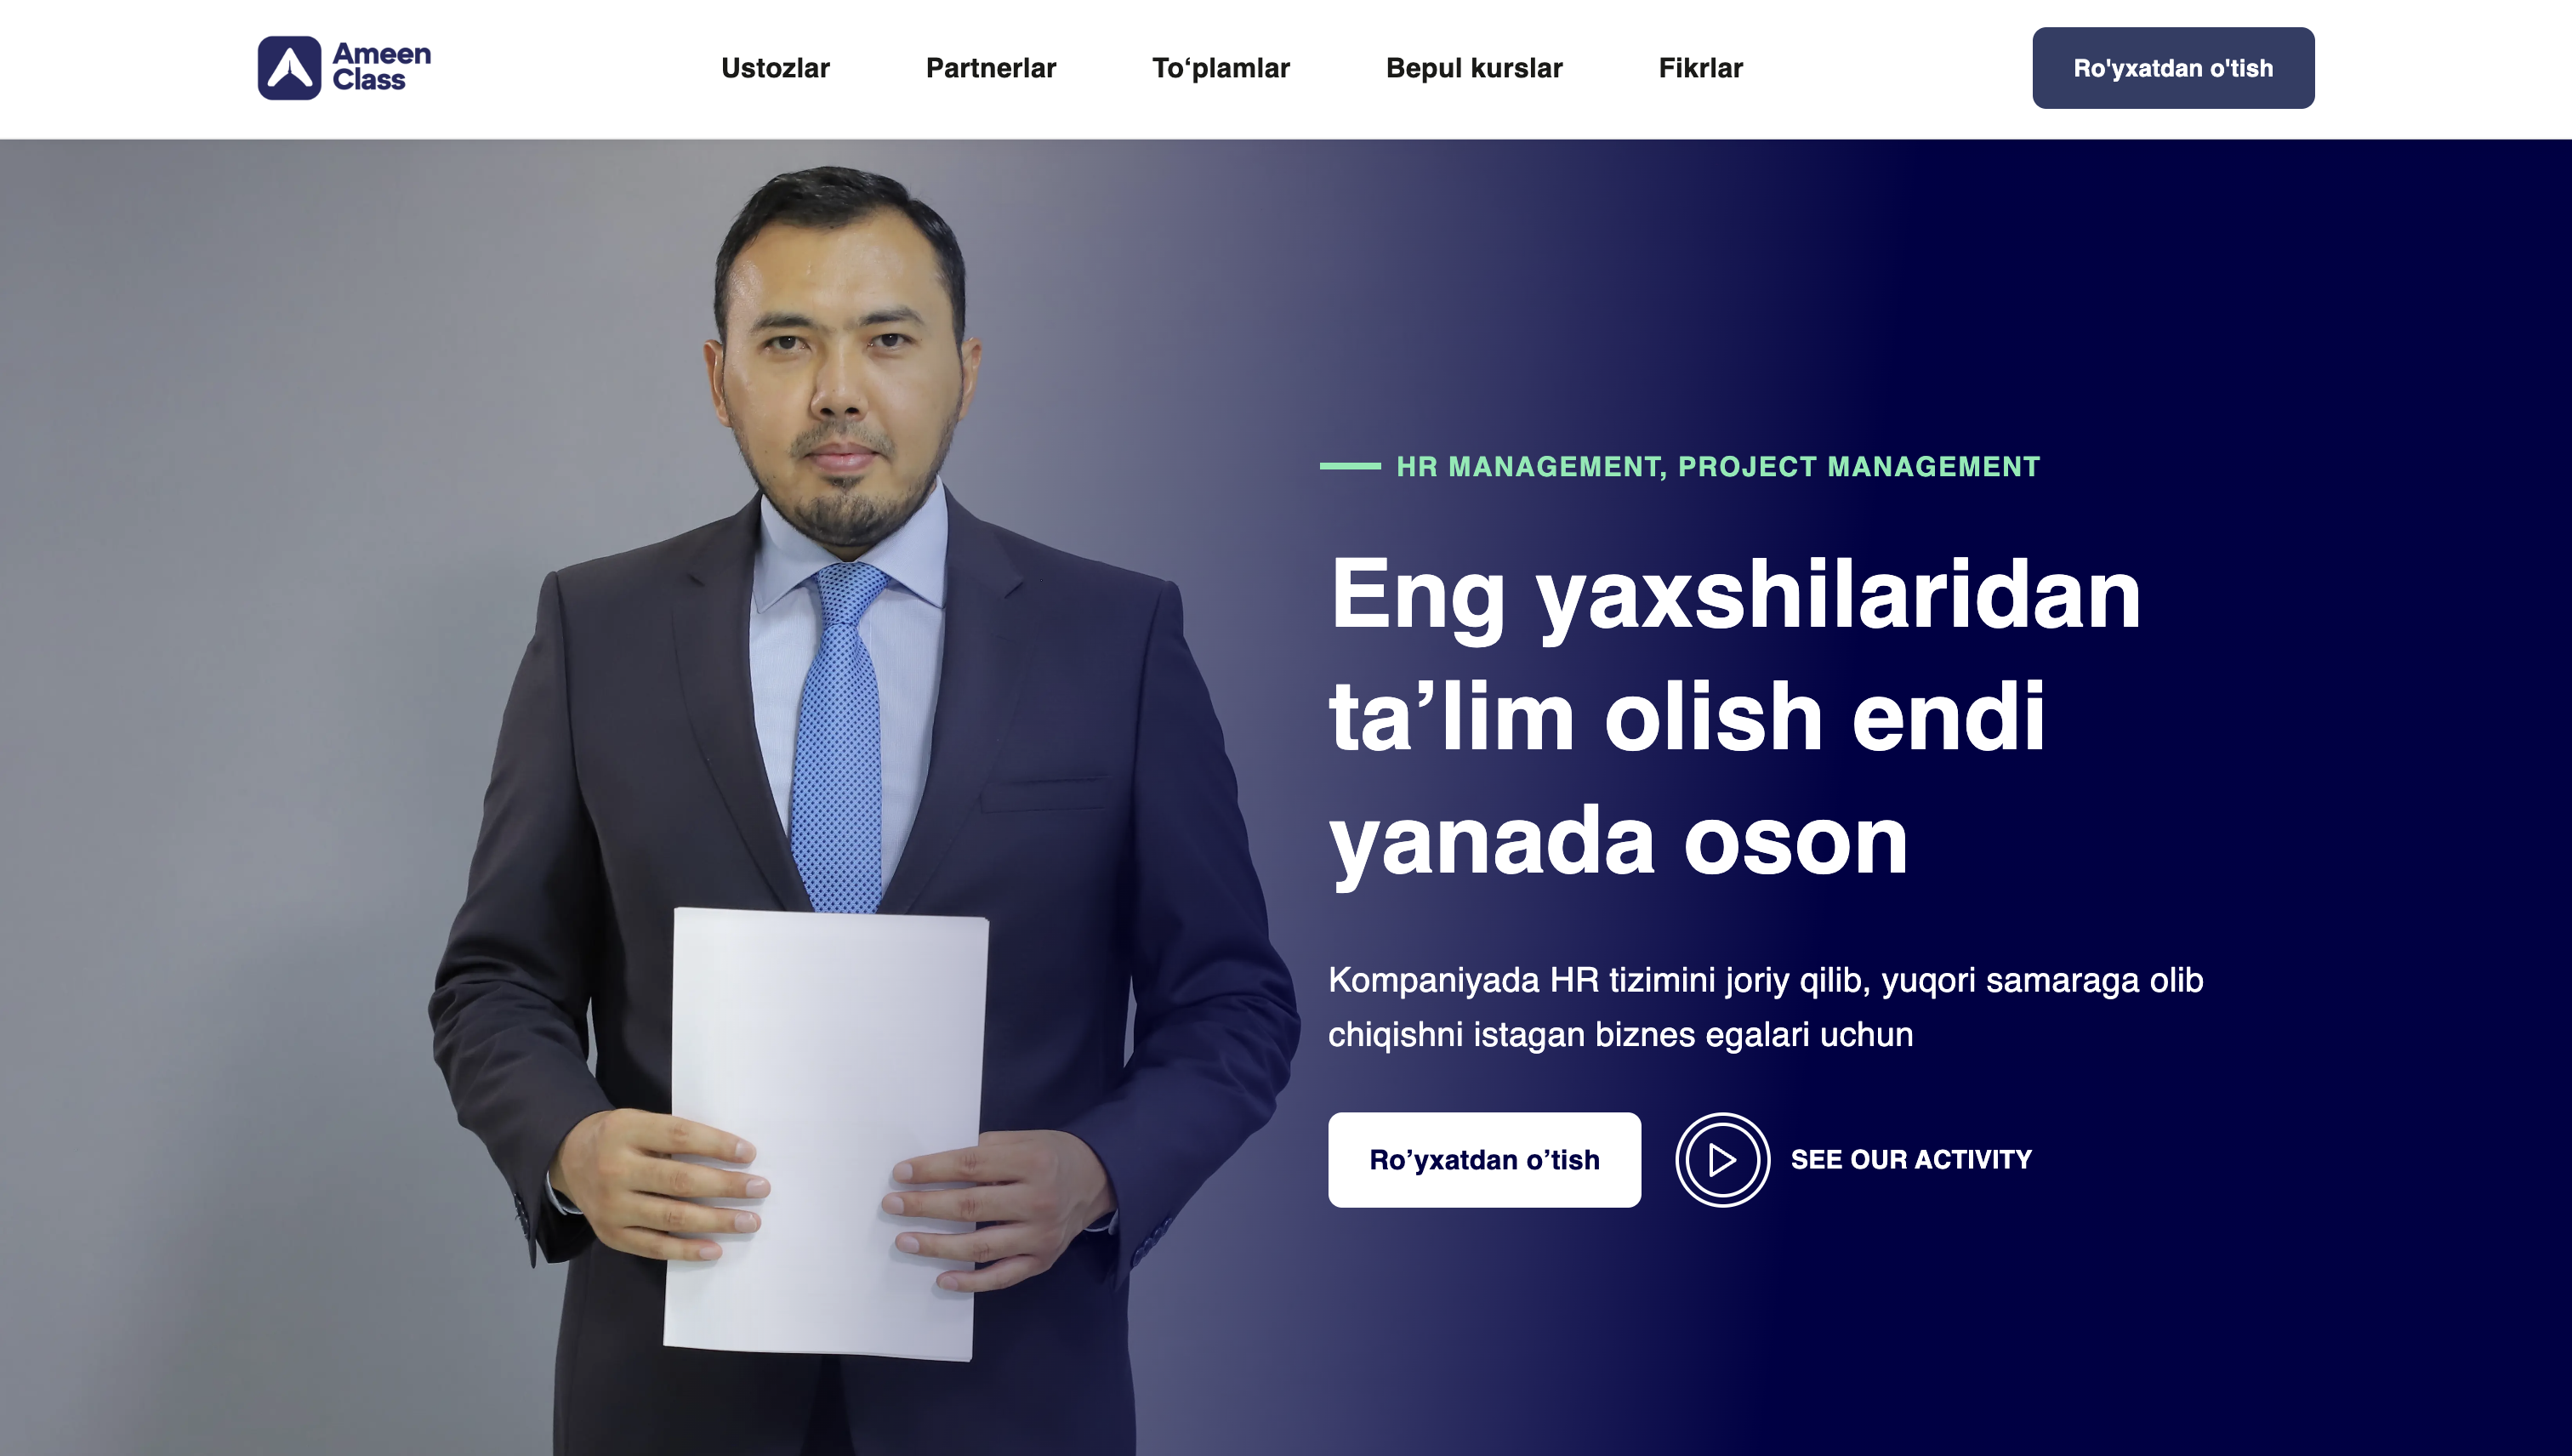 Ameen
Class
Ustozlar
Partnerlar
To‘plamlar
Bepul kurslar
Fikrlar
Ro'yxatdan o'tish
HR MANAGEMENT, PROJECT MANAGEMENT
Eng yaxshilaridan
ta’lim olish endi
yanada oson
Kompaniyada HR tizimini joriy qilib, yuqori samaraga olib
chiqishni istagan biznes egalari uchun
Ro’yxatdan o’tish
SEE OUR ACTIVITY